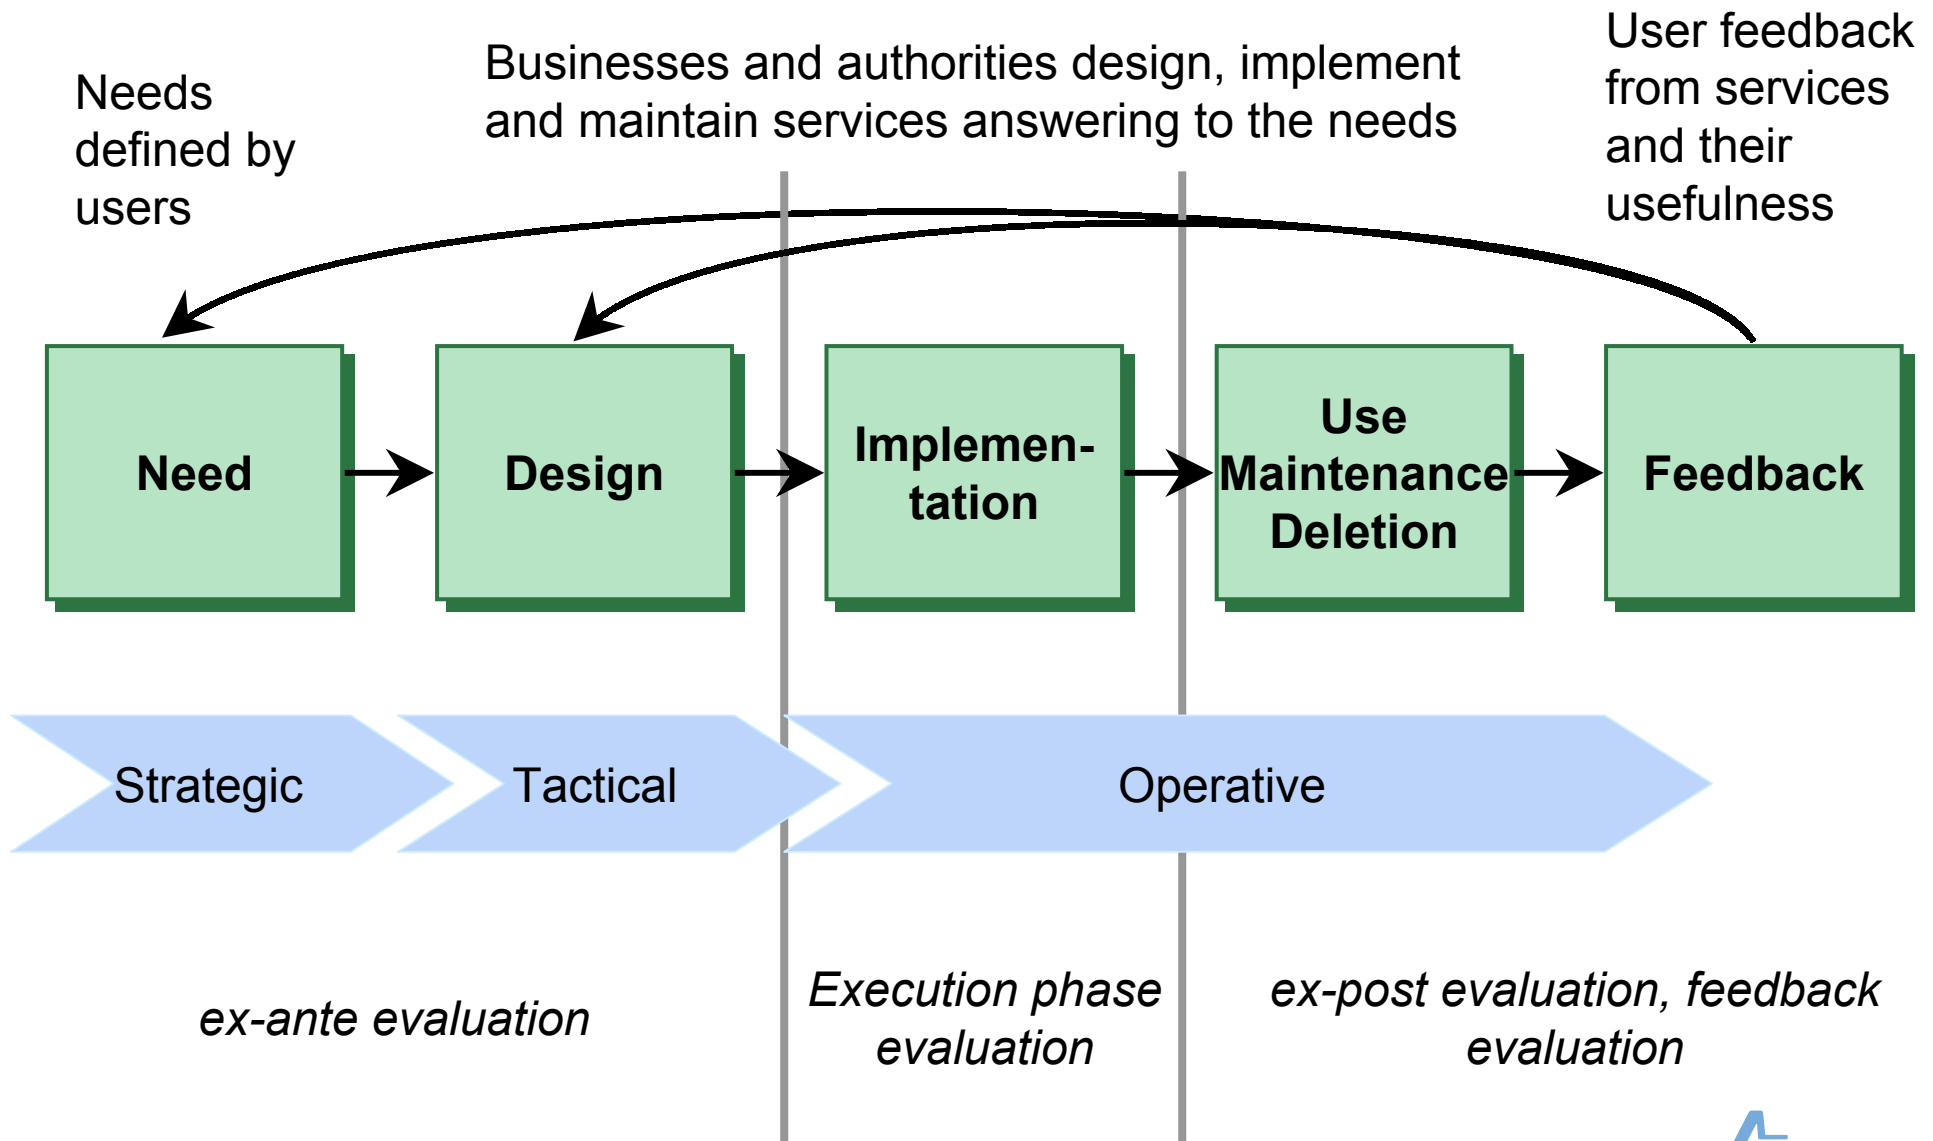 Needs
defined by
users
Businesses and authorities design, implement
and maintain services answering to the needs
User feedback
from services
and their
usefulness
Need
Design
Implemen-
tation
Use
Maintenance
Deletion
Feedback
Strategic
Tactical
Operative
ex-ante evaluation
Execution phase
evaluation
ex-post evaluation, feedback
evaluation